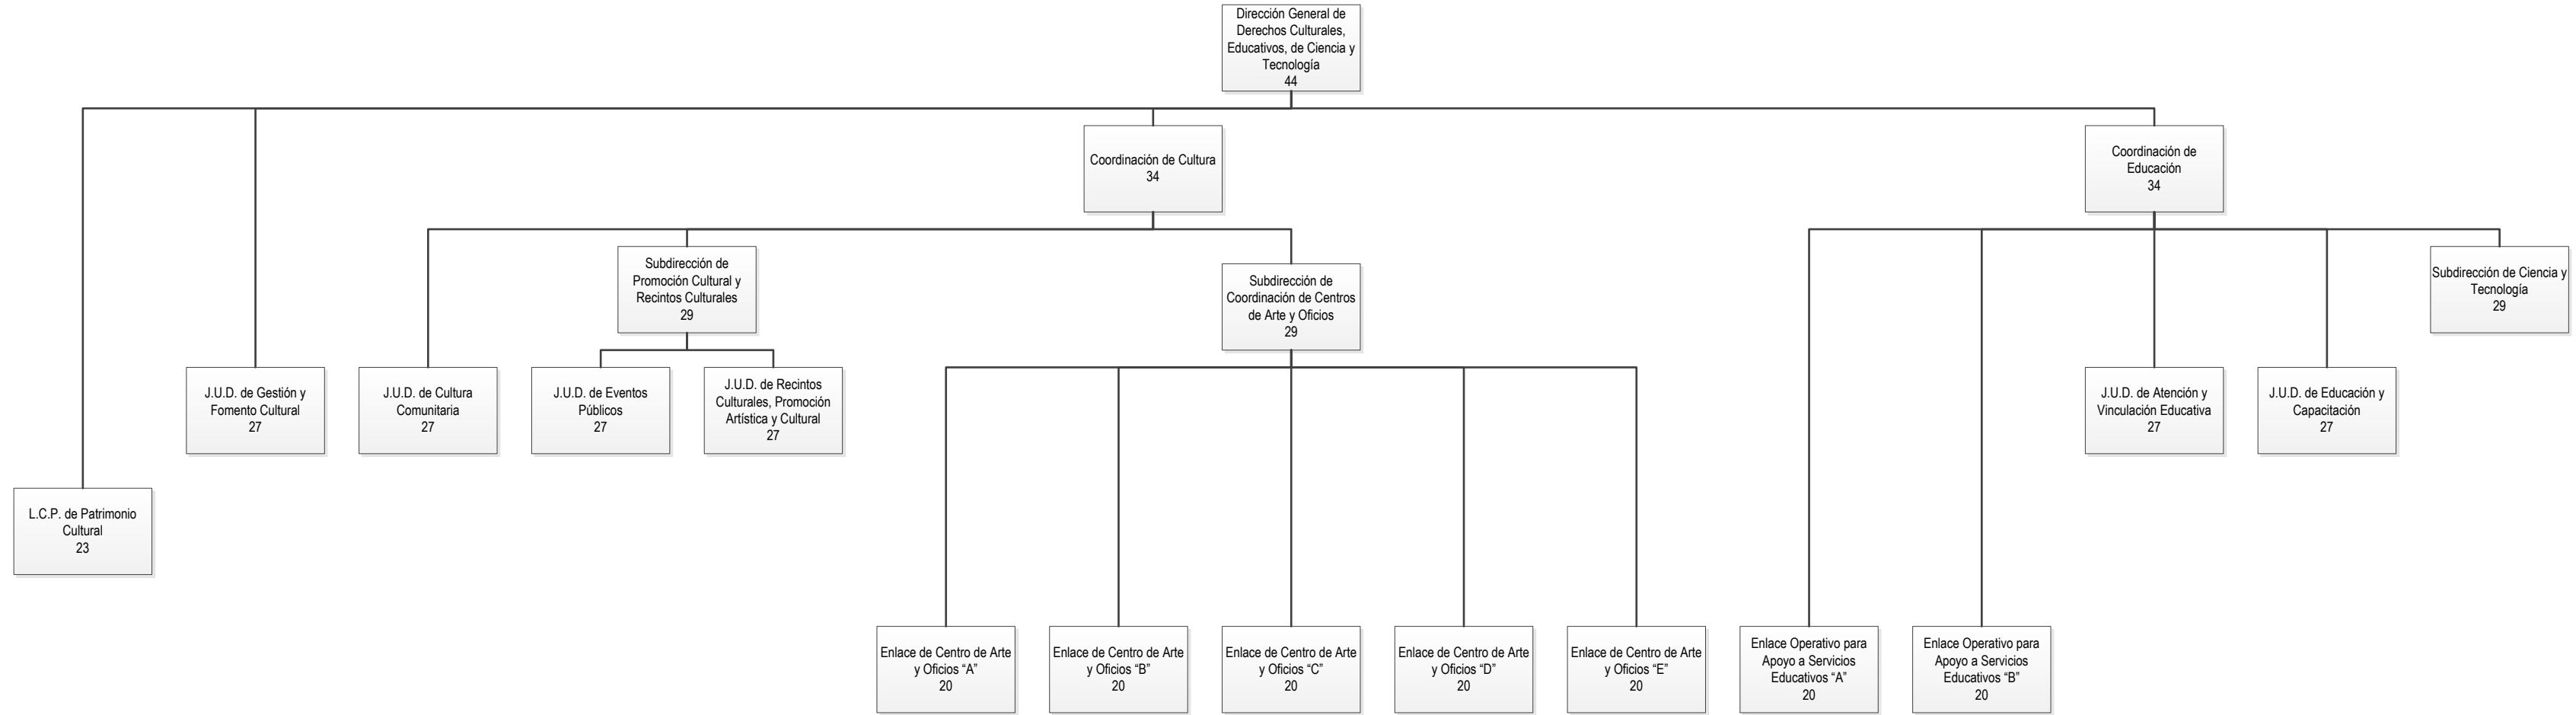 Dirección General de
Derechos Culturales,
Educativos, de Ciencia y
Tecnología
44
Coordinación de Cultura
34
Coordinación de
Educación
34
Subdirección de
Promoción Cultural y
Recintos Culturales
29
Subdirección de
Coordinación de Centros
de Arte y Oficios
29
Subdirección de Ciencia y
Tecnología
29
J.U.D. de Gestión y
Fomento Cultural
27
J.U.D. de Cultura
Comunitaria
27
J.U.D. de Eventos
Públicos
27
J.U.D. de Recintos
Culturales, Promoción
Artística y Cultural
27
J.U.D. de Atención y
Vinculación Educativa
27
J.U.D. de Educación y
Capacitación
27
L.C.P. de Patrimonio
Cultural
23
Enlace de Centro de Arte
y Oficios “A”
20
Enlace de Centro de Arte
y Oficios “B”
20
Enlace de Centro de Arte
y Oficios “C”
20
Enlace de Centro de Arte
y Oficios “D”
20
Enlace de Centro de Arte
y Oficios “E”
20
Enlace Operativo para
Apoyo a Servicios
Educativos “A”
20
Enlace Operativo para
Apoyo a Servicios
Educativos “B”
20